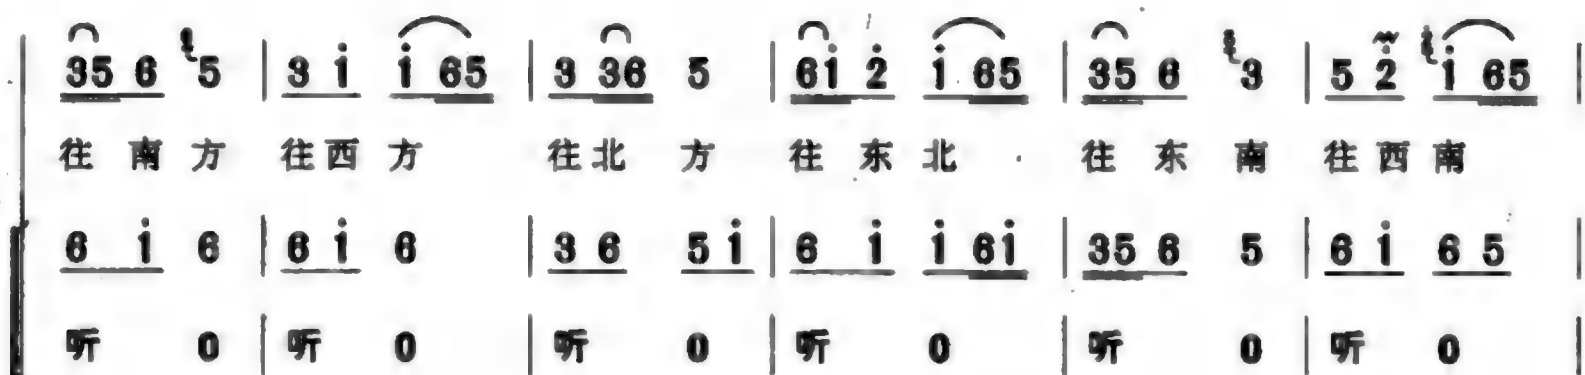 35 6 5 | 3 i̇ i̇ 65 | 3 36 5 | 6i̇ 2̇ i̇ 65 | 35 6 3 | 5 2̇ i̇ 65 |
往 南 方 往 西 方 往 北 方 往 东 北 往 东 南 往 西 南
6 i̇ 6 | 6 i̇ 6 | 3 6 5 i̇ | 6 i̇ i̇ 6i̇ | 35 6 5 | 6 i̇ 6 5 |
听 0 | 听 0 | 听 0 | 听 0 | 听 0 | 听 0 |